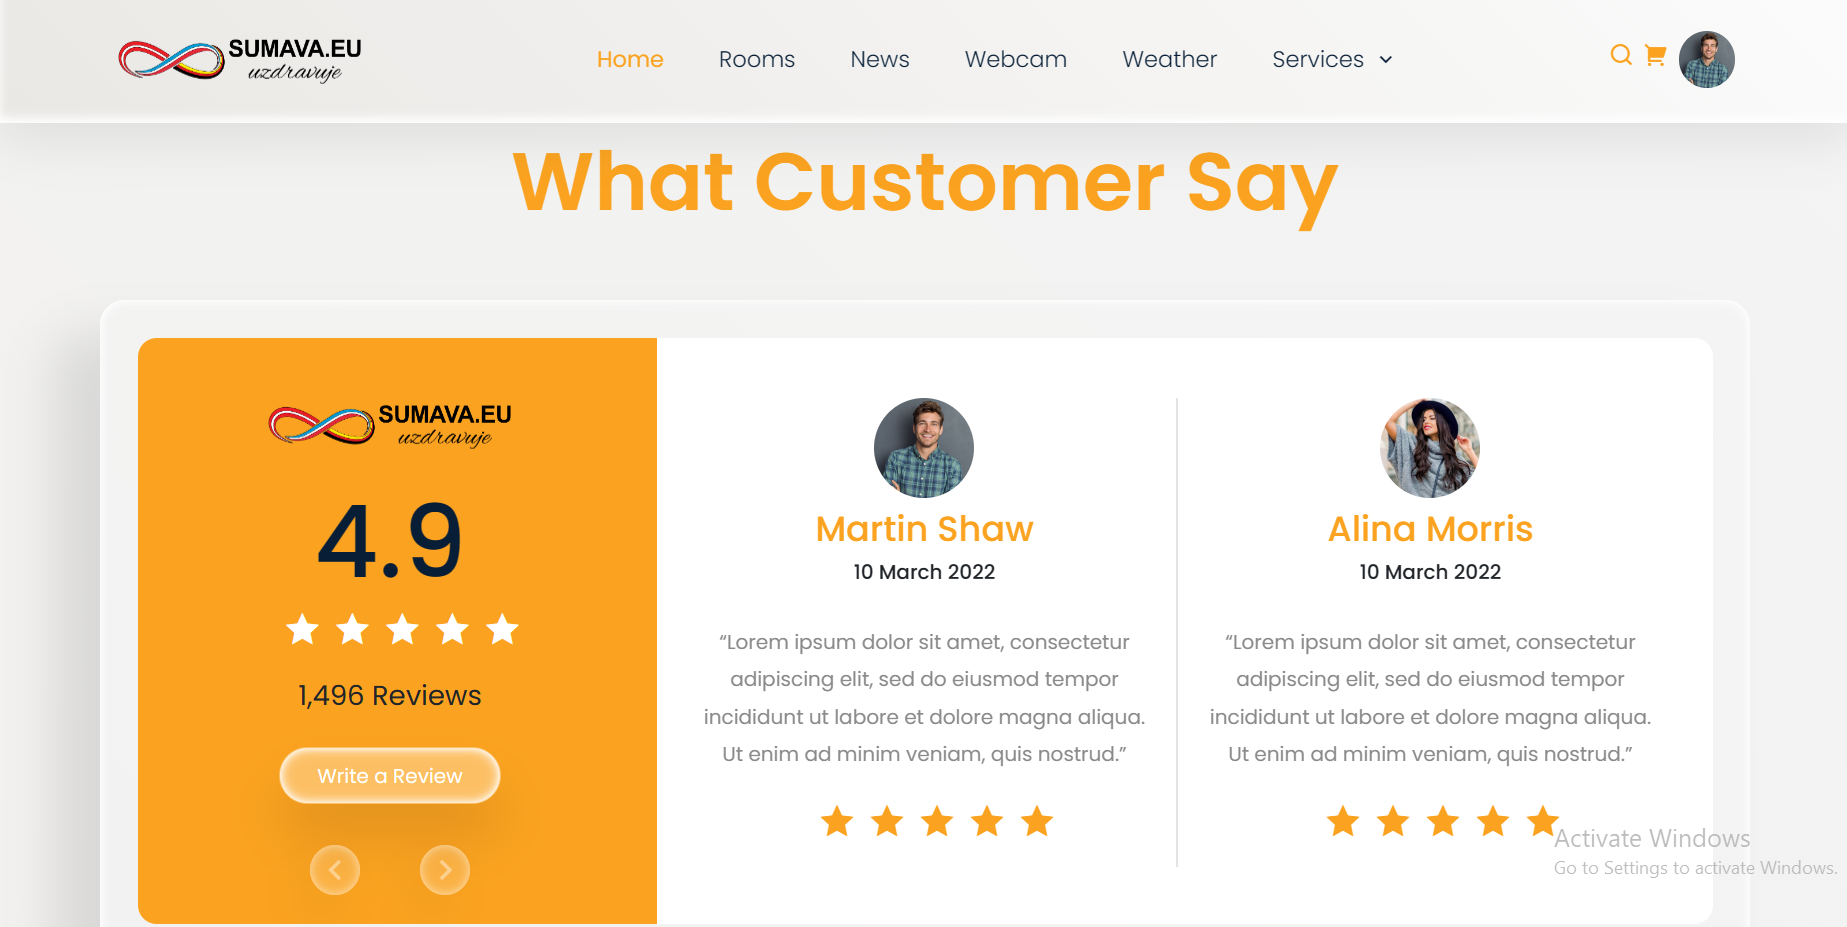 SUMAVA.EU
uzdravuje
Home Rooms News Webcam Weather Services
What Customer Say
SUMAVA.EU
uzdravuje
4.9
1,496 Reviews
Write a Review
Martin Shaw
10 March 2022
“Lorem ipsum dolor sit amet, consectetur
adipiscing elit, sed do eiusmod tempor
incididunt ut labore et dolore magna aliqua.
Ut enim ad minim veniam, quis nostrud.”
Alina Morris
10 March 2022
“Lorem ipsum dolor sit amet, consectetur
adipiscing elit, sed do eiusmod tempor
incididunt ut labore et dolore magna aliqua.
Ut enim ad minim veniam, quis nostrud.”
Activate Windows
Go to Settings to activate Windows.